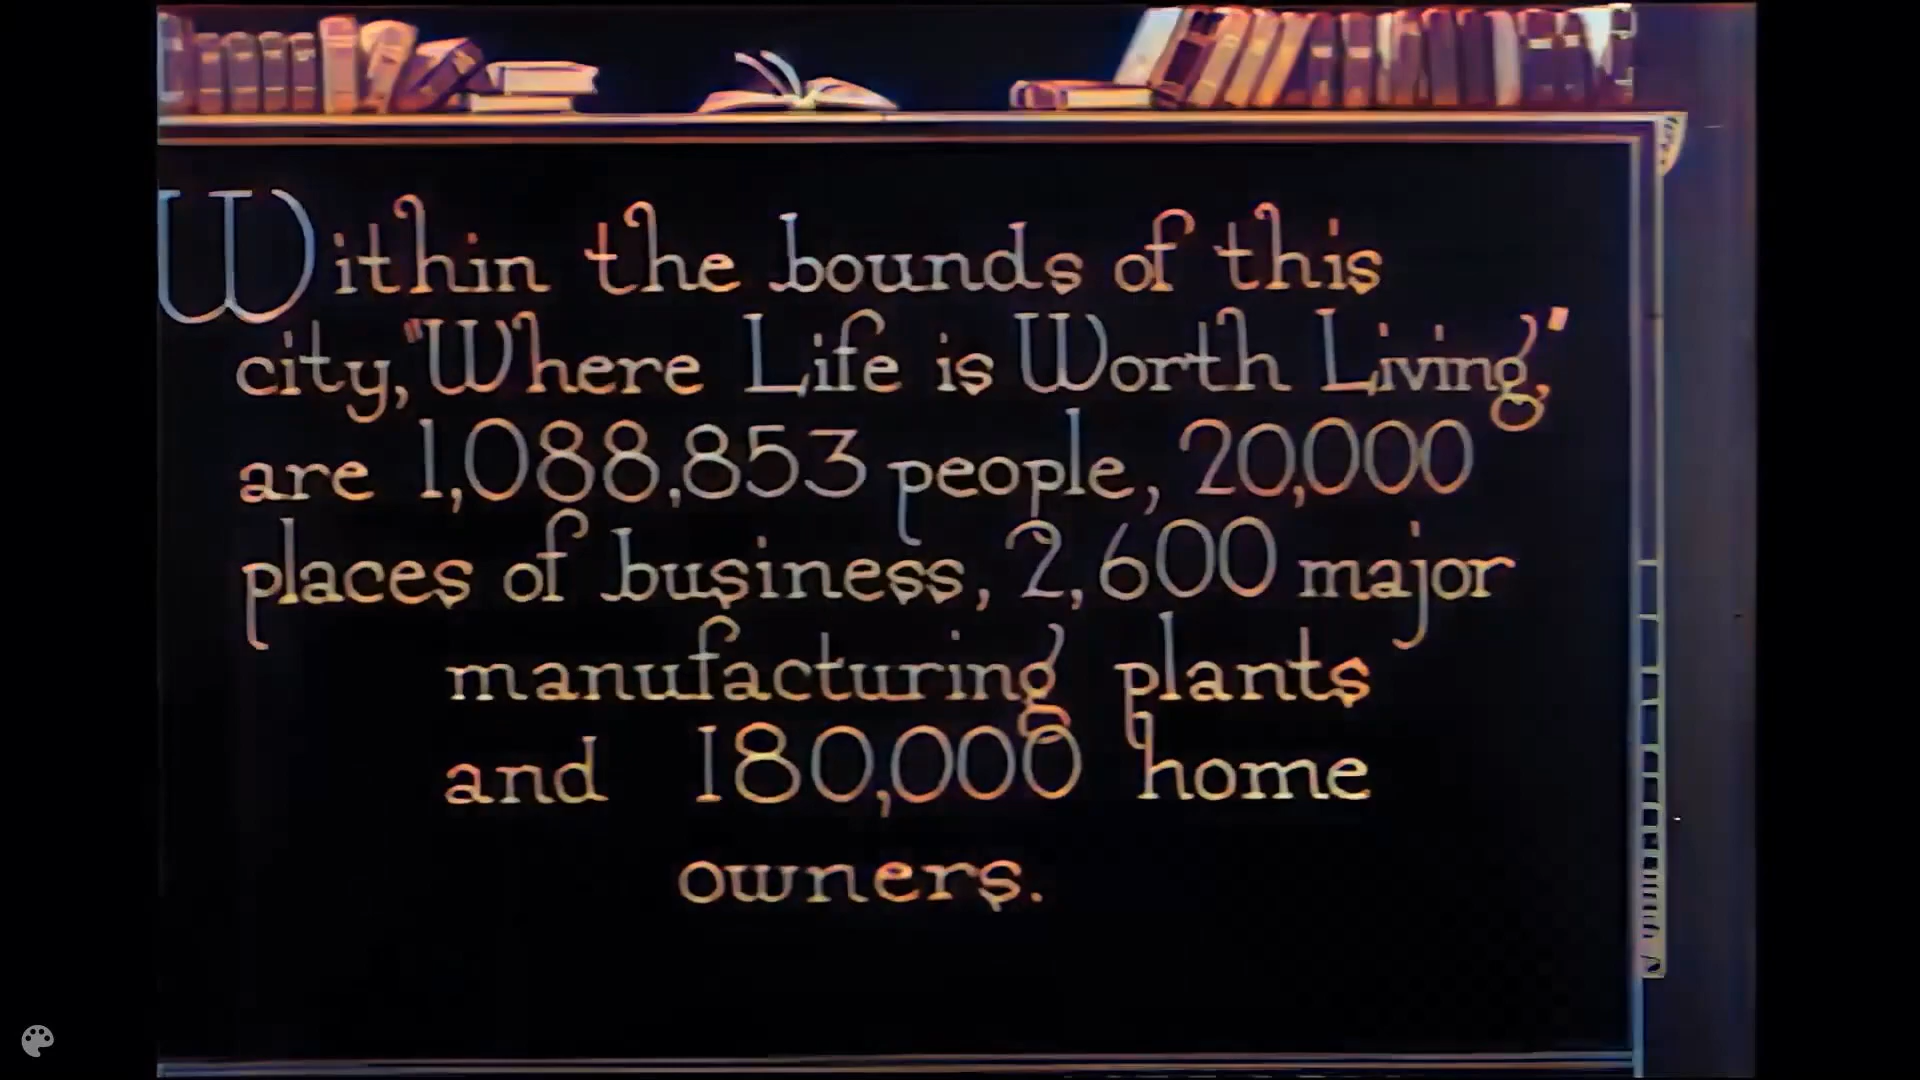 Within the bounds of this
city, "Where Life is Worth Living,"
are 1,088,853 people, 20,000
places of business, 2,600 major
manufacturing plants
and 180,000 home
owners.